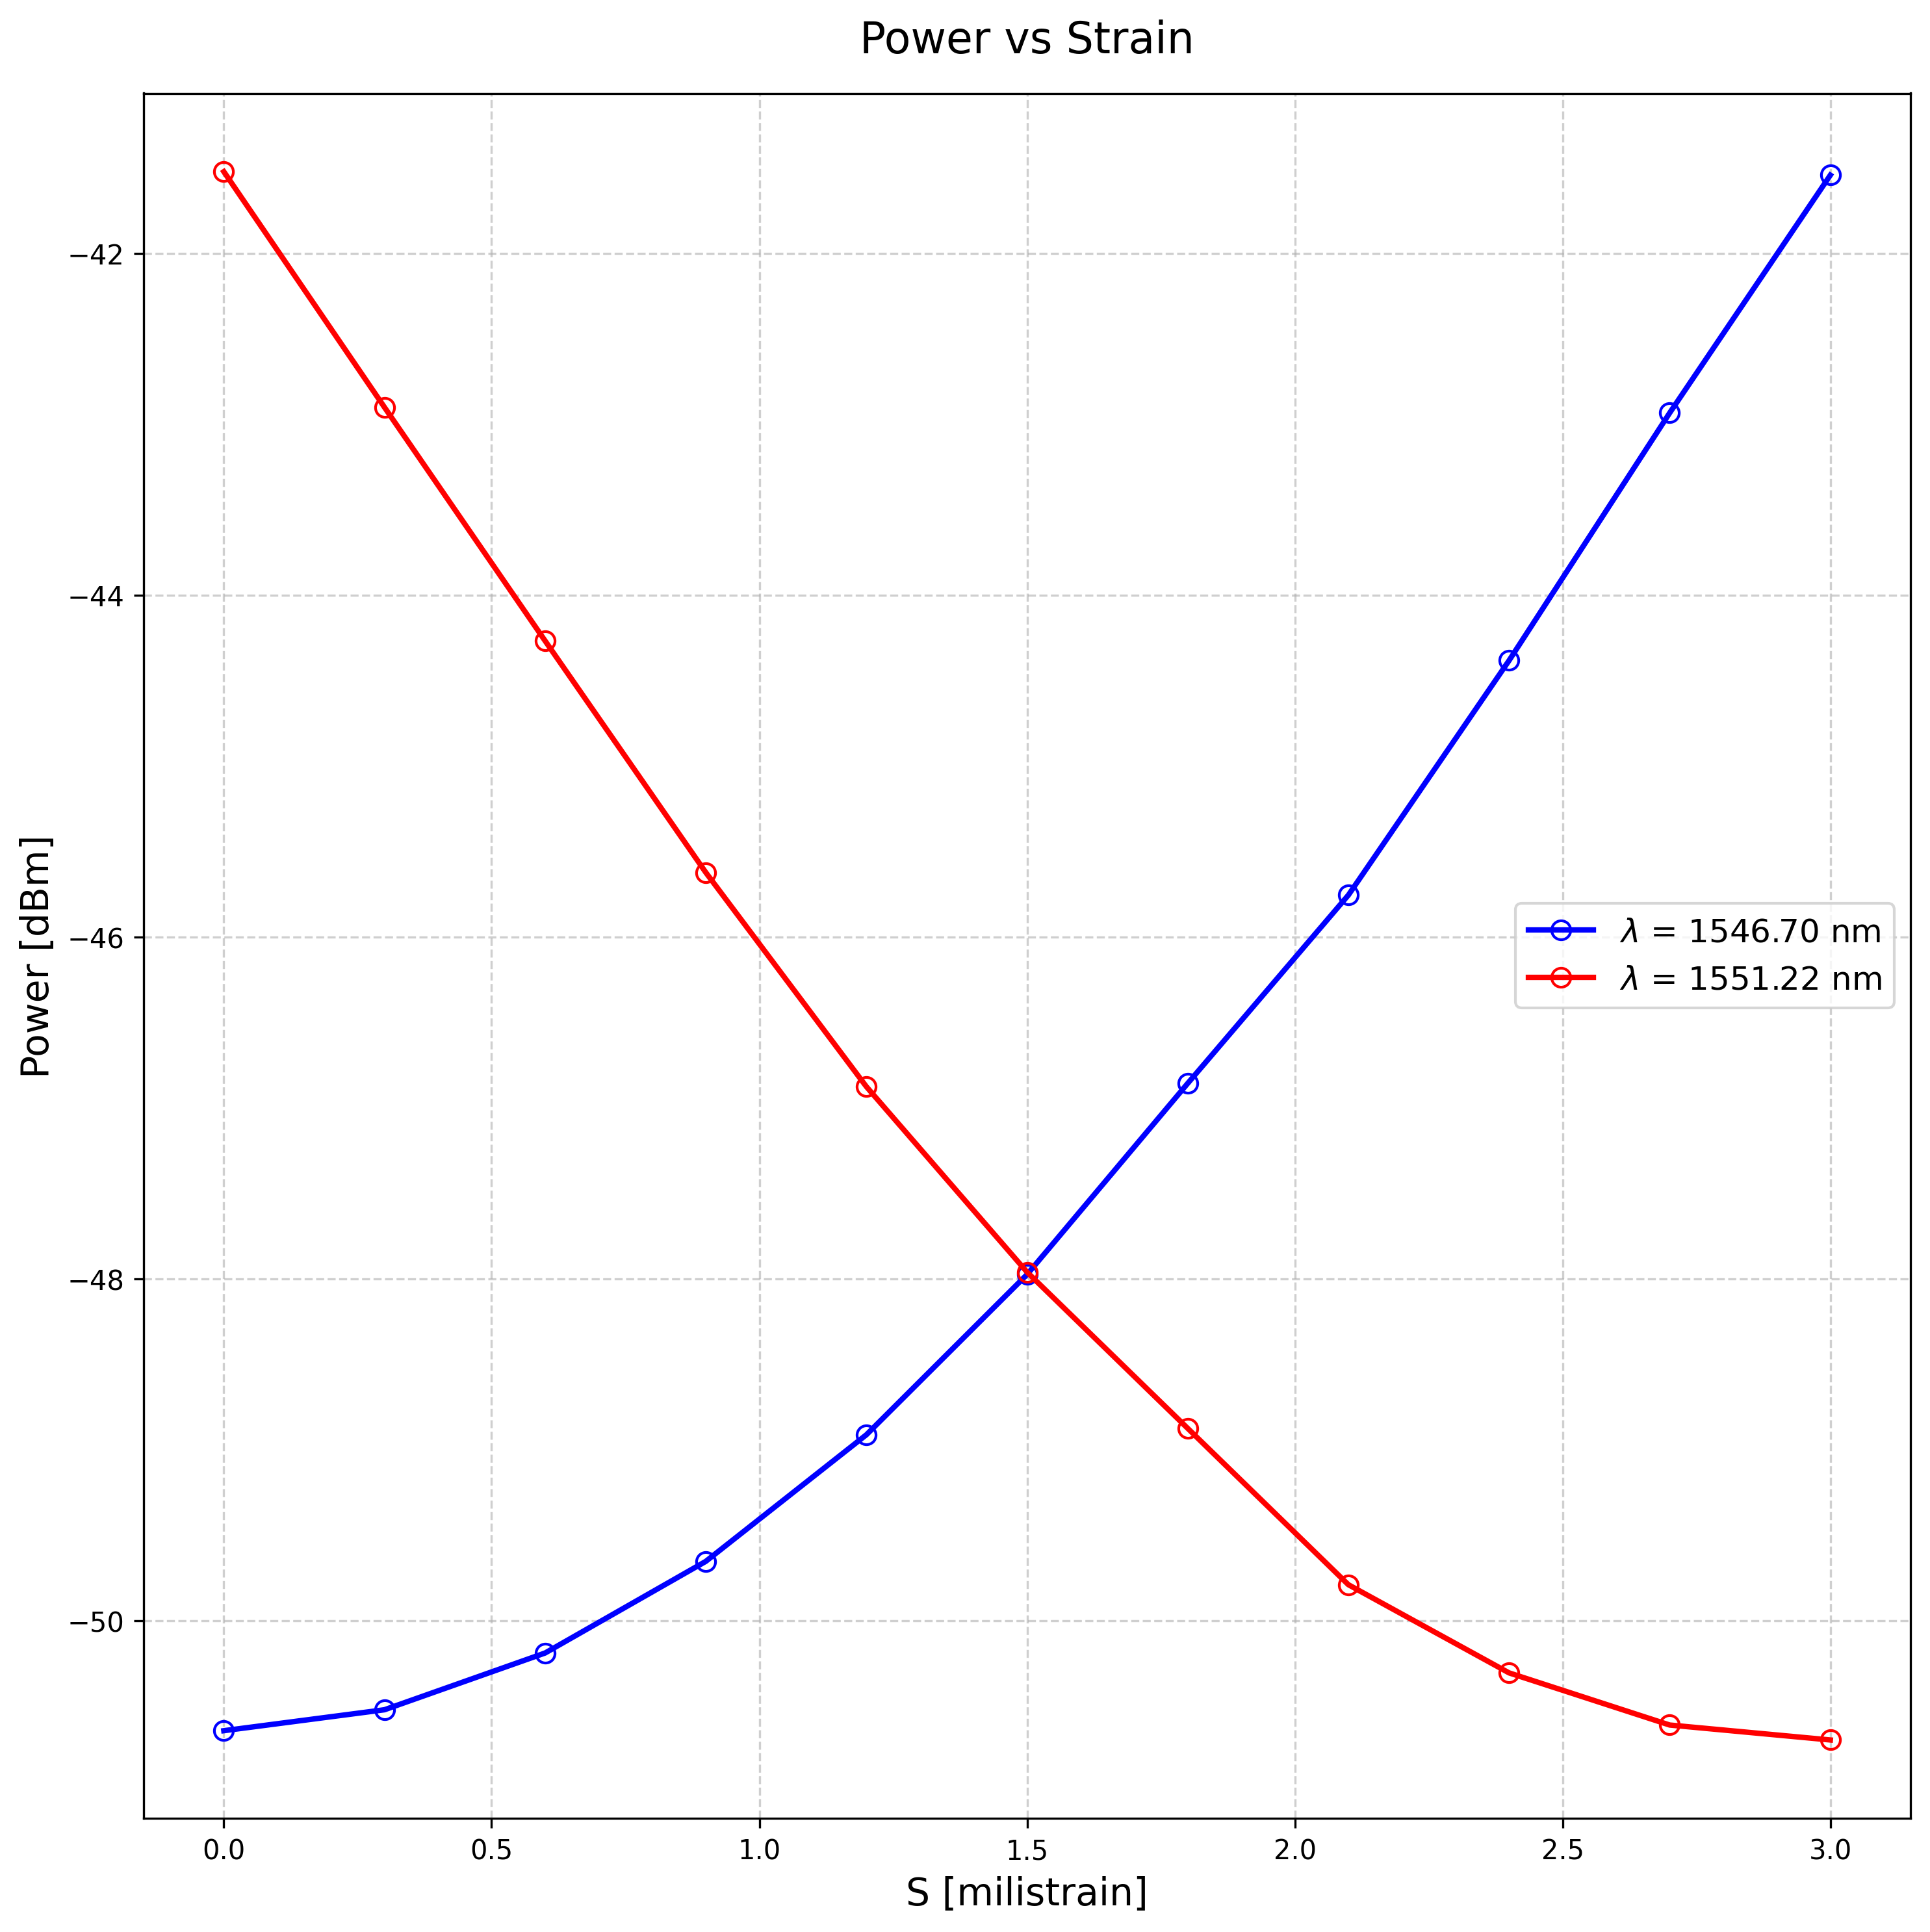 Power vs Strain
Power [dBm]
−42
−44
−46
−48
−50
λ = 1546.70 nm
λ = 1551.22 nm
0.0 0.5 1.0 1.5 2.0 2.5 3.0
S [milistrain]